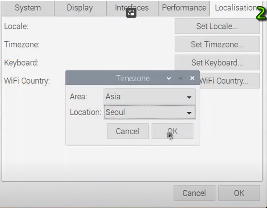 System Display Interfaces Performance Localisation
2
Locale: Set Locale...
Timezone: Set Timezone...
Keyboard: Set Keyboard...
WiFi Country: WiFi Country...
Timezone
Area: Asia
Location: Seoul
Cancel OK
Cancel OK